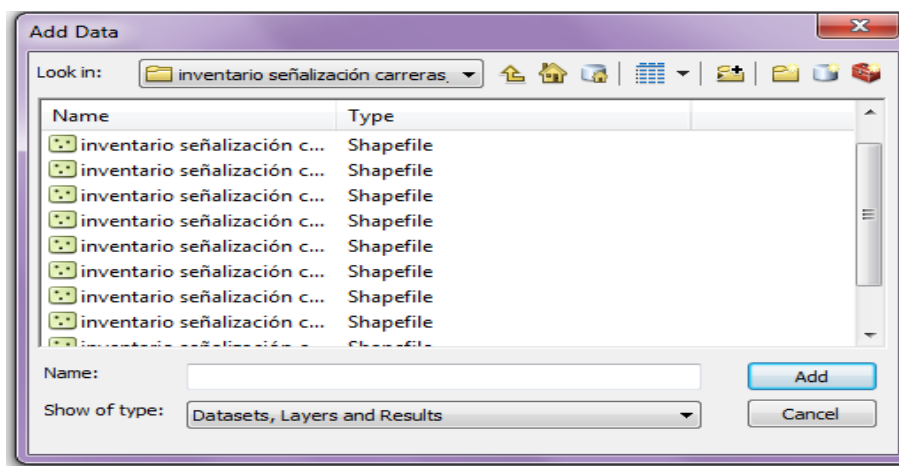 Add Data
Look in: inventario señalización carreras,
Name Type
inventario señalización c... Shapefile
inventario señalización c... Shapefile
inventario señalización c... Shapefile
inventario señalización c... Shapefile
inventario señalización c... Shapefile
inventario señalización c... Shapefile
inventario señalización c... Shapefile
inventario señalización c... Shapefile
Name: Add
Show of type: Datasets, Layers and Results Cancel